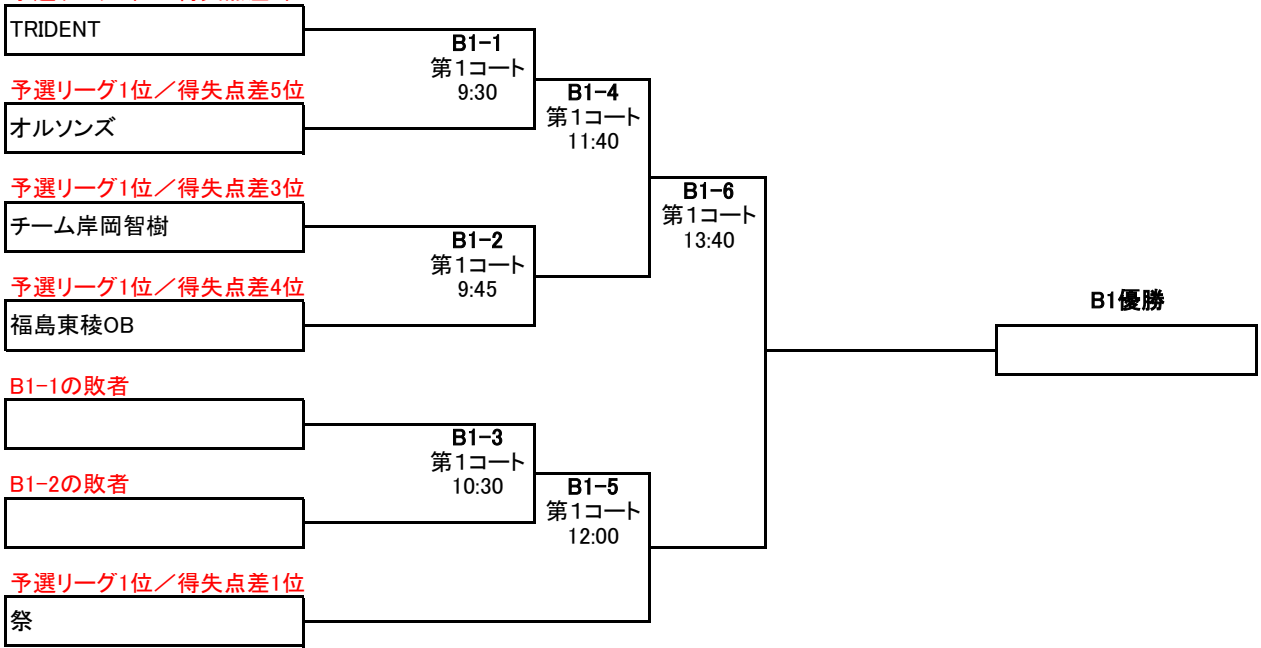 TRIDENT
B1-1
第1コート
9:30
予選リーグ1位／得失点差5位
オルソンズ
B1-4
第1コート
11:40
予選リーグ1位／得失点差3位
チーム岸岡智樹
B1-2
第1コート
9:45
B1-6
第1コート
13:40
予選リーグ1位／得失点差4位
福島東稜OB
B1優勝
B1-1の敗者
B1-3
第1コート
10:30
B1-2の敗者
B1-5
第1コート
12:00
予選リーグ1位／得失点差1位
祭